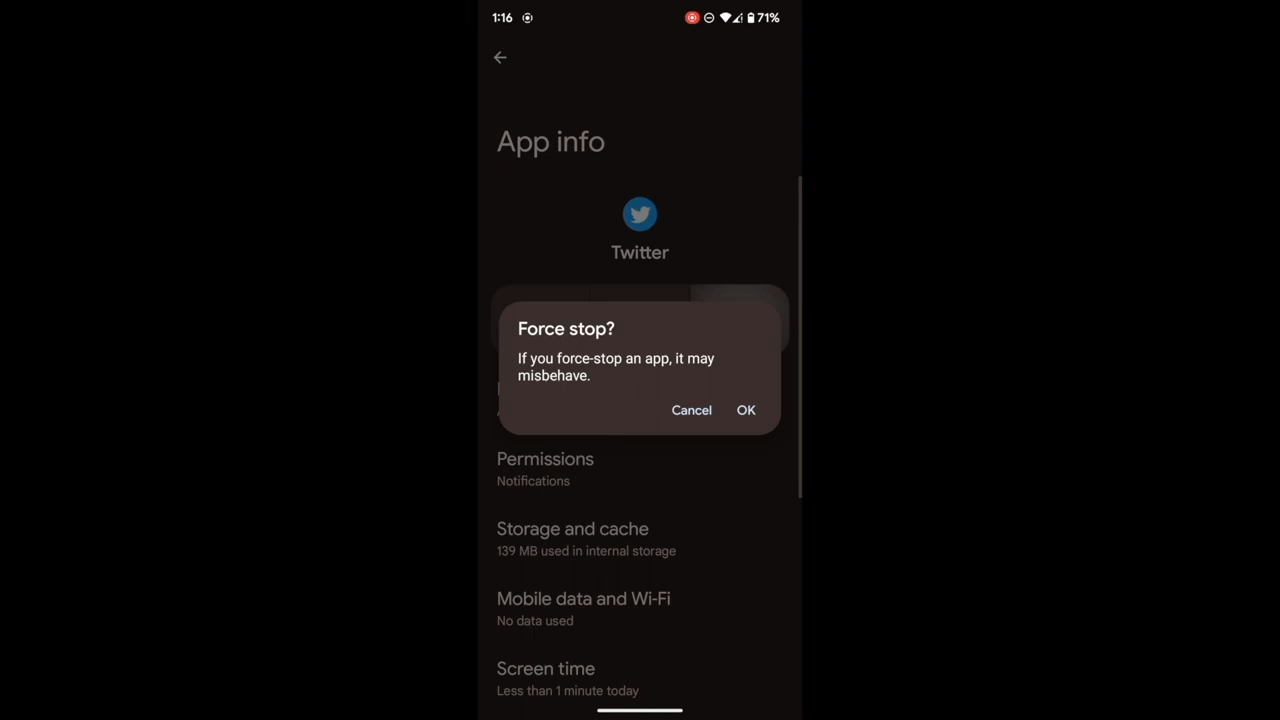 1:16 71%
App info
Twitter
Force stop?
If you force-stop an app, it may
misbehave.
Cancel OK
Permissions
Notifications
Storage and cache
139 MB used in internal storage
Mobile data and Wi-Fi
No data used
Screen time
Less than 1 minute today